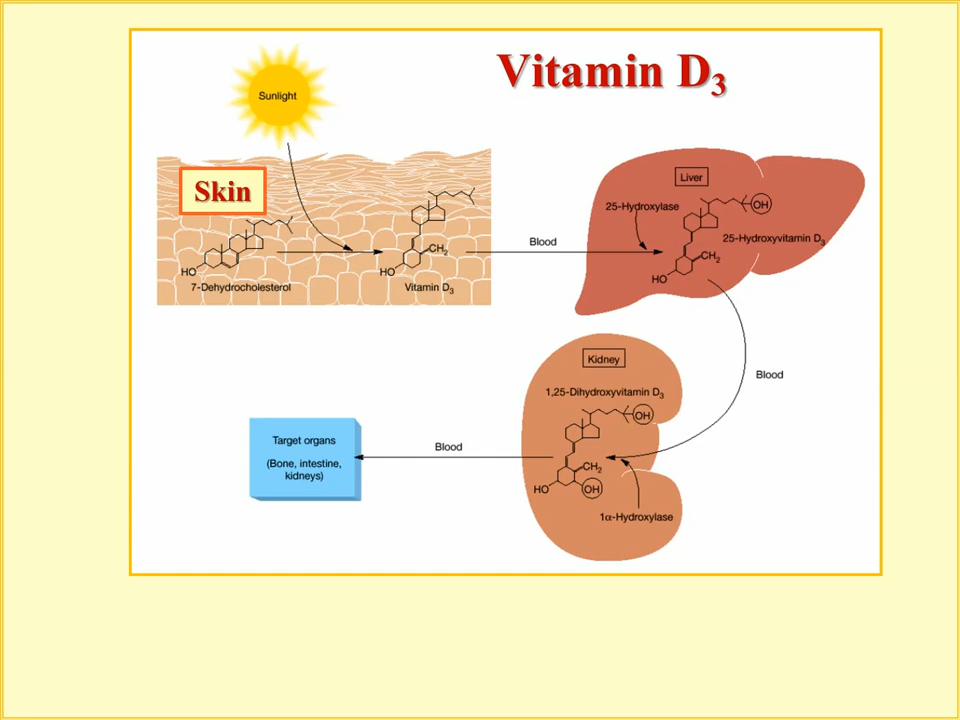 Vitamin D3
Sunlight
Skin
HO
7-Dehydrocholesterol
CH2
HO
Vitamin D3
Blood
Liver
25-Hydroxylase
OH
25-Hydroxyvitamin D3
CH2
HO
Blood
Kidney
1,25-Dihydroxyvitamin D3
OH
CH2
HO
OH
1α-Hydroxylase
Blood
Target organs
(Bone, intestine,
kidneys)